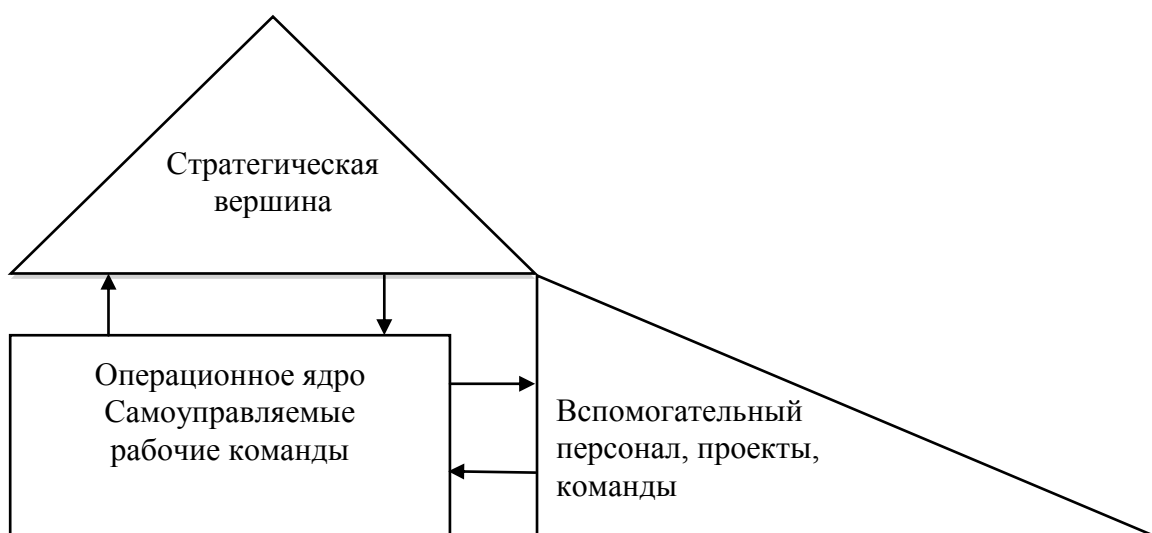 Стратегическая
вершина
Операционное ядро
Самоуправляемые
рабочие команды
Вспомогательный
персонал, проекты,
команды